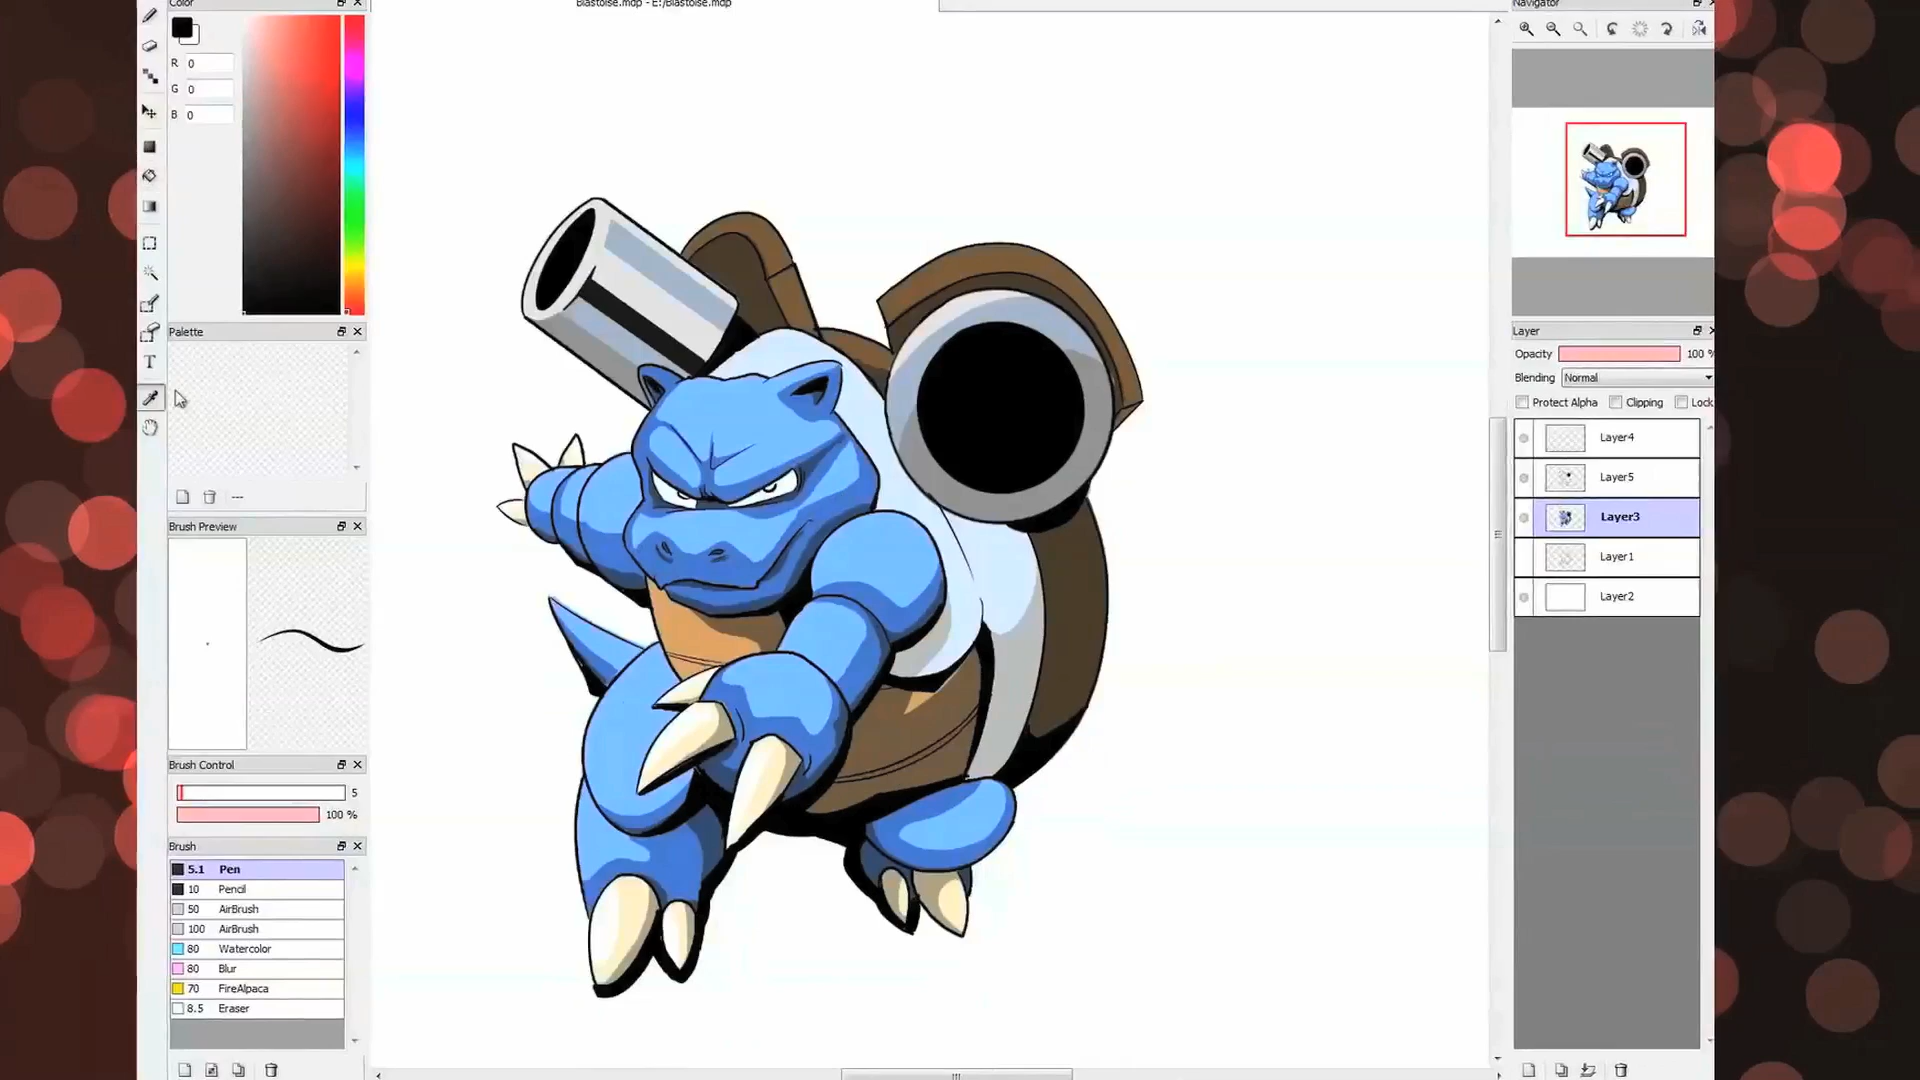 Color
Blastoise.mdp - E:/Blastoise.mdp
Navigator
R 0
G 0
B 0
Palette
Layer
Opacity 100 %
Blending Normal
Protect Alpha Clipping Lock
Layer4
Layer5
Layer3
Layer1
Layer2
T
---
Brush Preview
Brush Control
5
100 %
Brush
5.1 Pen
10 Pencil
50 AirBrush
100 AirBrush
80 Watercolor
80 Blur
70 FireAlpaca
8.5 Eraser